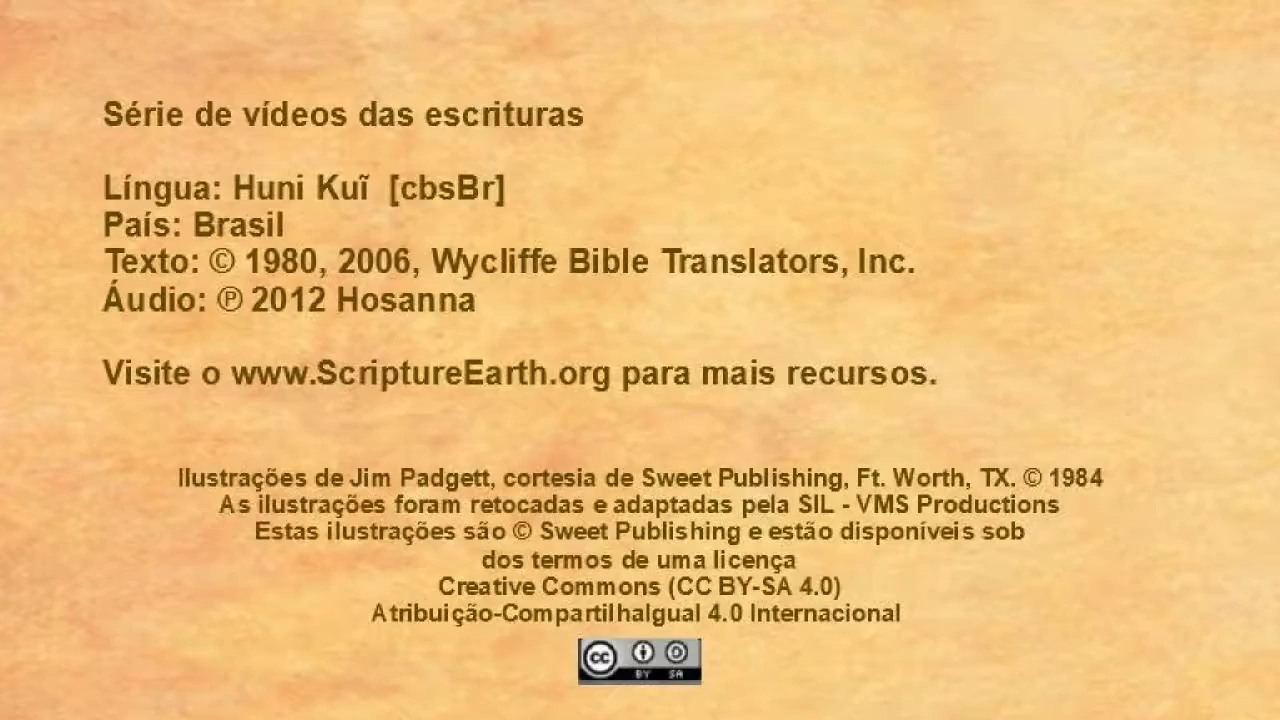 Série de vídeos das escrituras
Língua: Huni Kuĩ [cbsBr]
País: Brasil
Texto: © 1980, 2006, Wycliffe Bible Translators, Inc.
Áudio: ℗ 2012 Hosanna
Visite o www.ScriptureEarth.org para mais recursos.
Ilustrações de Jim Padgett, cortesia de Sweet Publishing, Ft. Worth, TX. © 1984
As ilustrações foram retocadas e adaptadas pela SIL - VMS Productions
Estas ilustrações são © Sweet Publishing e estão disponíveis sob
dos termos de uma licença
Creative Commons (CC BY-SA 4.0)
Atribuição-CompartilhaIgual 4.0 Internacional
cc BY SA